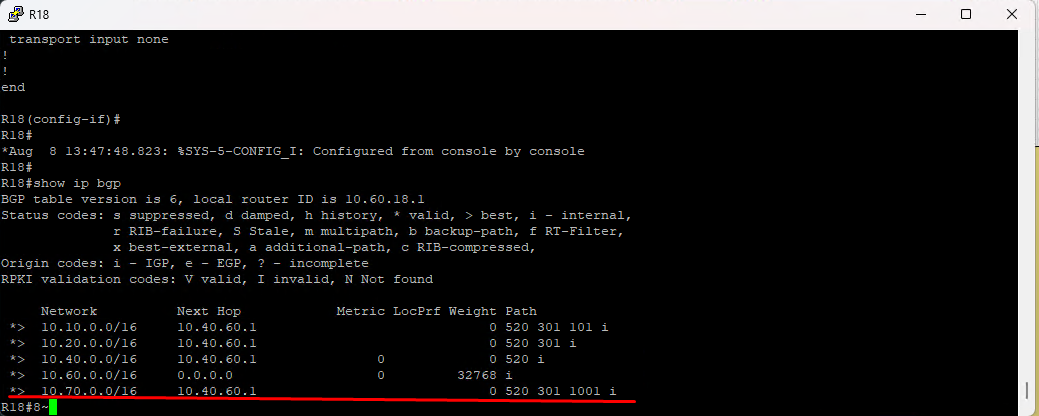 R18
transport input none
!
!
end
R18(config-if)#
R18#
*Aug  8 13:47:48.823: %SYS-5-CONFIG_I: Configured from console by console
R18#
R18#show ip bgp
BGP table version is 6, local router ID is 10.60.18.1
Status codes: s suppressed, d damped, h history, * valid, > best, i - internal,
              r RIB-failure, S Stale, m multipath, b backup-path, f RT-Filter,
              x best-external, a additional-path, c RIB-compressed,
Origin codes: i - IGP, e - EGP, ? - incomplete
RPKI validation codes: V valid, I invalid, N Not found
     Network          Next Hop            Metric LocPrf Weight Path
 *>  10.10.0.0/16     10.40.60.1                             0 520 301 101 i
 *>  10.20.0.0/16     10.40.60.1                             0 520 301 i
 *>  10.40.0.0/16     10.40.60.1               0             0 520 i
 *>  10.60.0.0/16     0.0.0.0                  0         32768 i
 *>  10.70.0.0/16     10.40.60.1                             0 520 301 1001 i
R18#8~